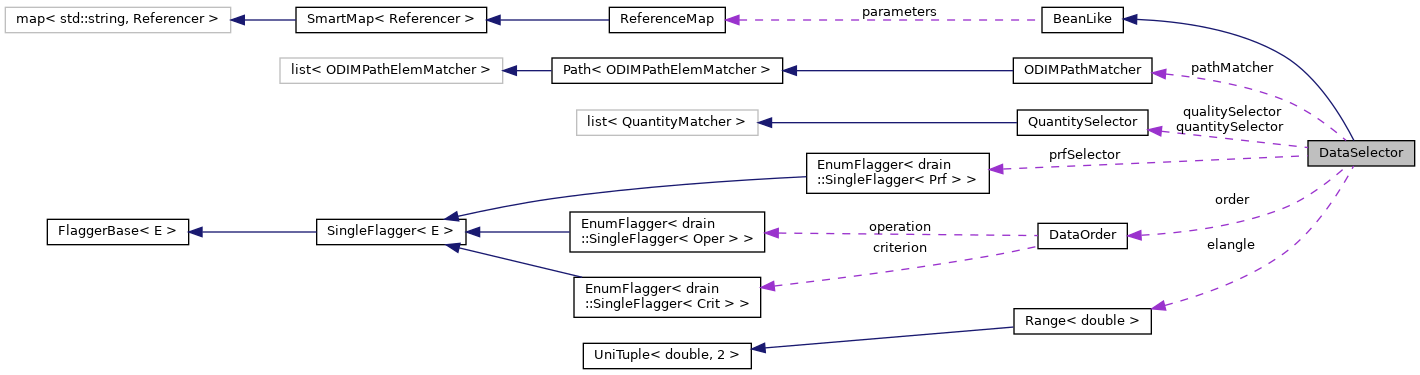 map< std::string, Referencer >
SmartMap< Referencer >
ReferenceMap
parameters
BeanLike
list< ODIMPathElemMatcher >
Path< ODIMPathElemMatcher >
ODIMPathMatcher
pathMatcher
list< QuantityMatcher >
QuantitySelector
qualitySelector
quantitySelector
DataSelector
EnumFlagger< drain
::SingleFlagger< Prf > >
prfSelector
FlaggerBase< E >
SingleFlagger< E >
EnumFlagger< drain
::SingleFlagger< Oper > >
operation
criterion
DataOrder
order
elangle
EnumFlagger< drain
::SingleFlagger< Crit > >
Range< double >
UniTuple< double, 2 >